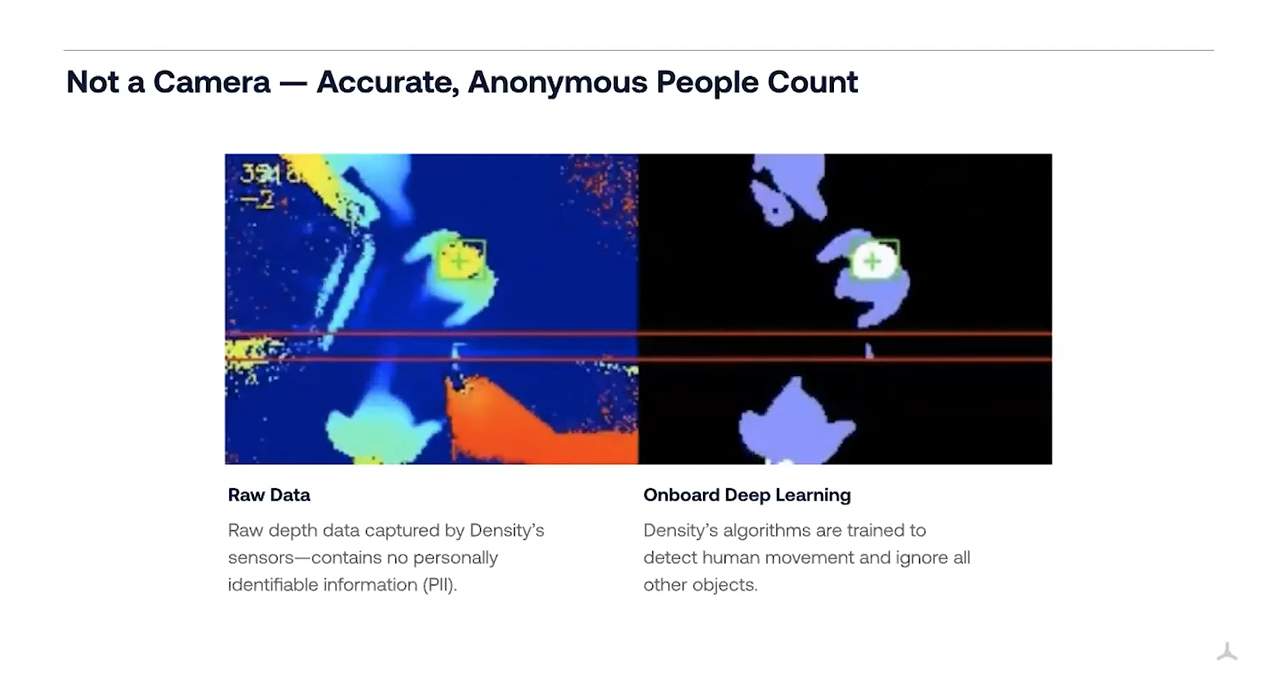 Not a Camera — Accurate, Anonymous People Count
-2
Raw Data
Raw depth data captured by Density’s
sensors—contains no personally
identifiable information (PII).
Onboard Deep Learning
Density’s algorithms are trained to
detect human movement and ignore all
other objects.